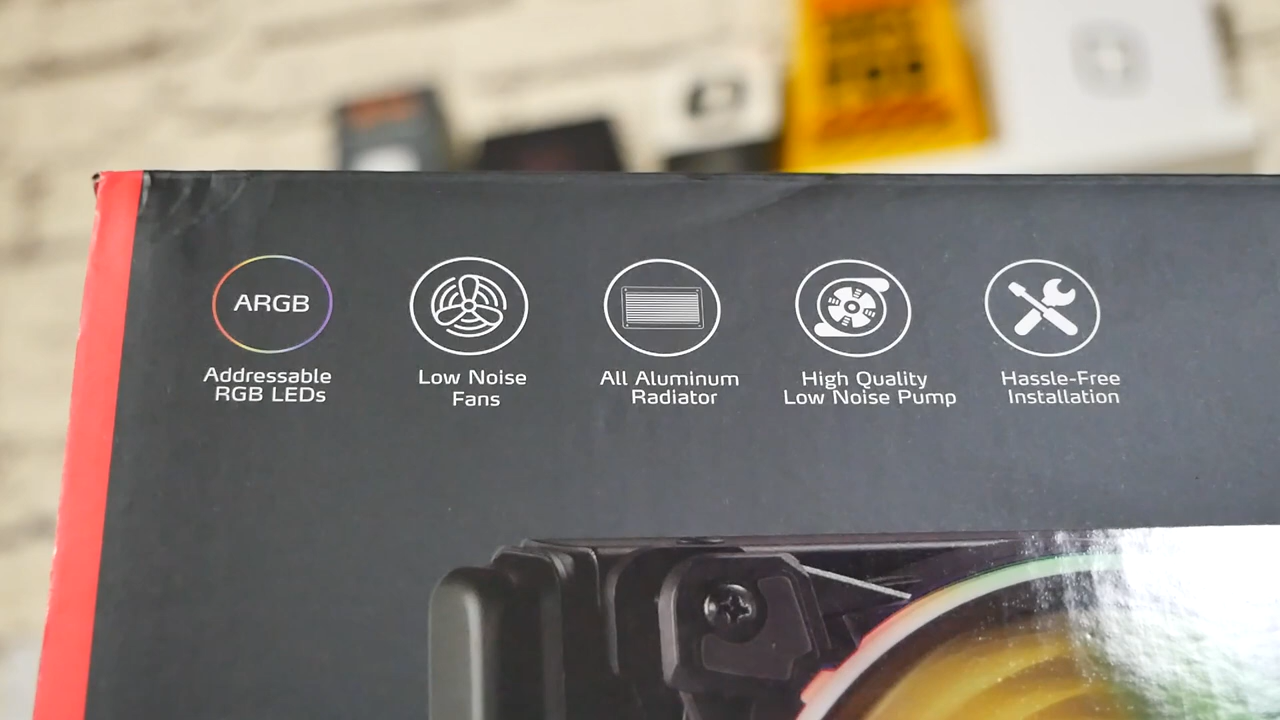 ARGB
Addressable
RGB LEDs
Low Noise
Fans
All Aluminum
Radiator
High Quality
Low Noise Pump
Hassle-Free
Installation